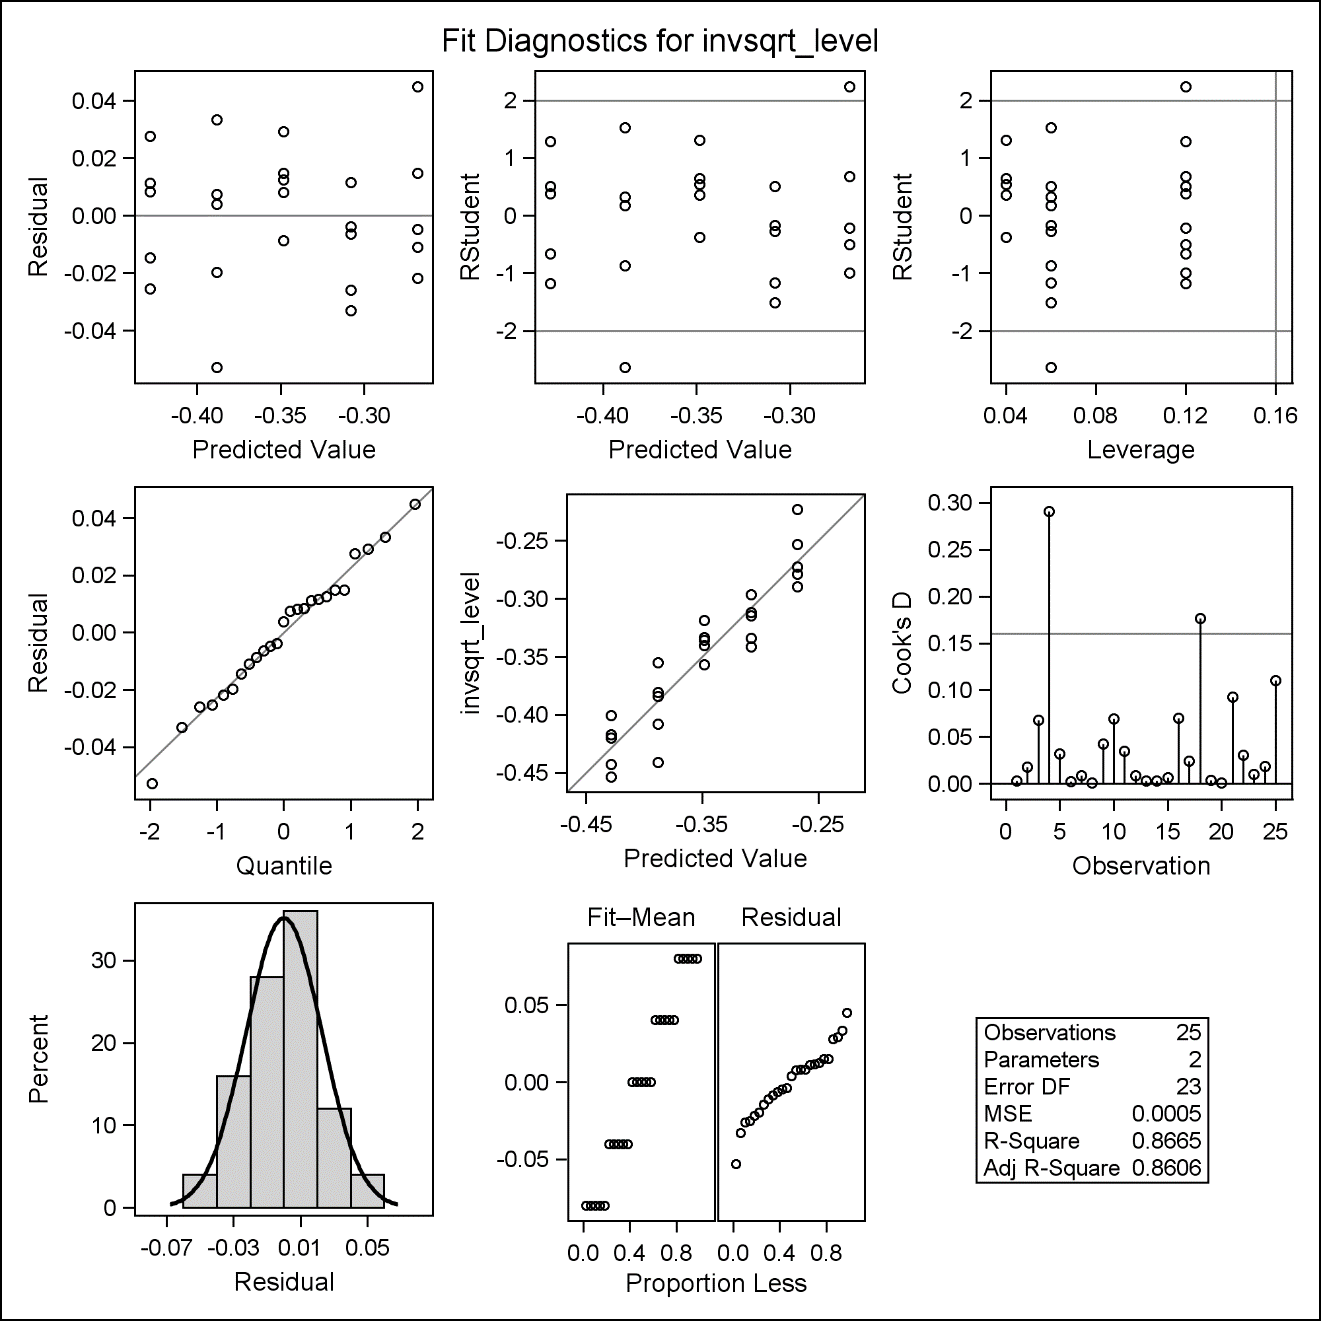 Fit Diagnostics for invsqrt_level
0.04
0.02
0.00
-0.02
-0.04
Residual
-0.40 -0.35 -0.30
Predicted Value
2
1
0
-1
-2
RStudent
-0.40 -0.35 -0.30
Predicted Value
2
1
0
-1
-2
RStudent
0.04 0.08 0.12 0.16
Leverage
0.04
0.02
0.00
-0.02
-0.04
Residual
-2 -1 0 1 2
Quantile
-0.25
-0.30
-0.35
-0.40
-0.45
invsqrt_level
-0.45 -0.35 -0.25
Predicted Value
0.30
0.25
0.20
0.15
0.10
0.05
0.00
Cook's D
0 5 10 15 20 25
Observation
30
20
10
0
Percent
-0.07 -0.03 0.01 0.05
Residual
Fit–Mean Residual
0.05
0.00
-0.05
0.0 0.4 0.8 0.0 0.4 0.8
Proportion Less
Observations 25
Parameters 2
Error DF 23
MSE 0.0005
R-Square 0.8665
Adj R-Square 0.8606